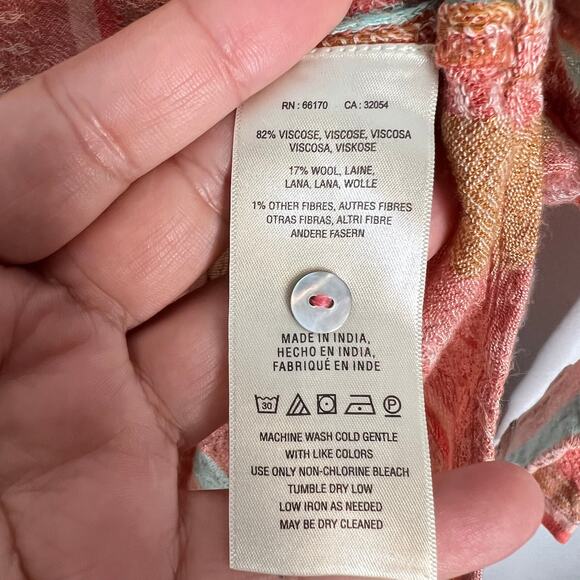 RN : 66170 CA : 32054
82% VISCOSE, VISCOSE, VISCOSA
VISCOSA, VISKOSE
17% WOOL, LAINE,
LANA, LANA, WOLLE
1% OTHER FIBRES, AUTRES FIBRES
OTRAS FIBRAS, ALTRI FIBRE
ANDERE FASERN
MADE IN INDIA,
HECHO EN INDIA,
FABRIQUÉ EN INDE
30 P
MACHINE WASH COLD GENTLE
WITH LIKE COLORS
USE ONLY NON-CHLORINE BLEACH
TUMBLE DRY LOW
LOW IRON AS NEEDED
MAY BE DRY CLEANED